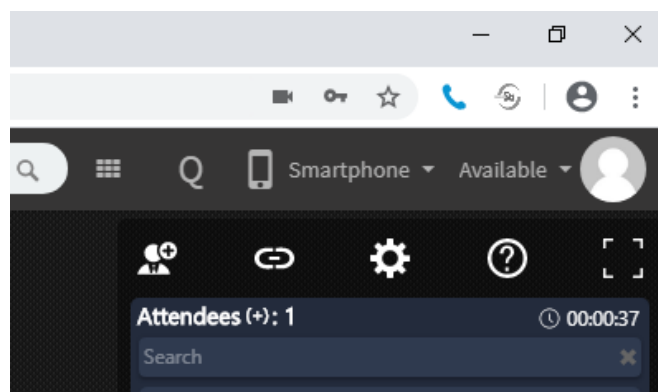 Q Smartphone Available
Attendees (+): 1 00:00:37
Search